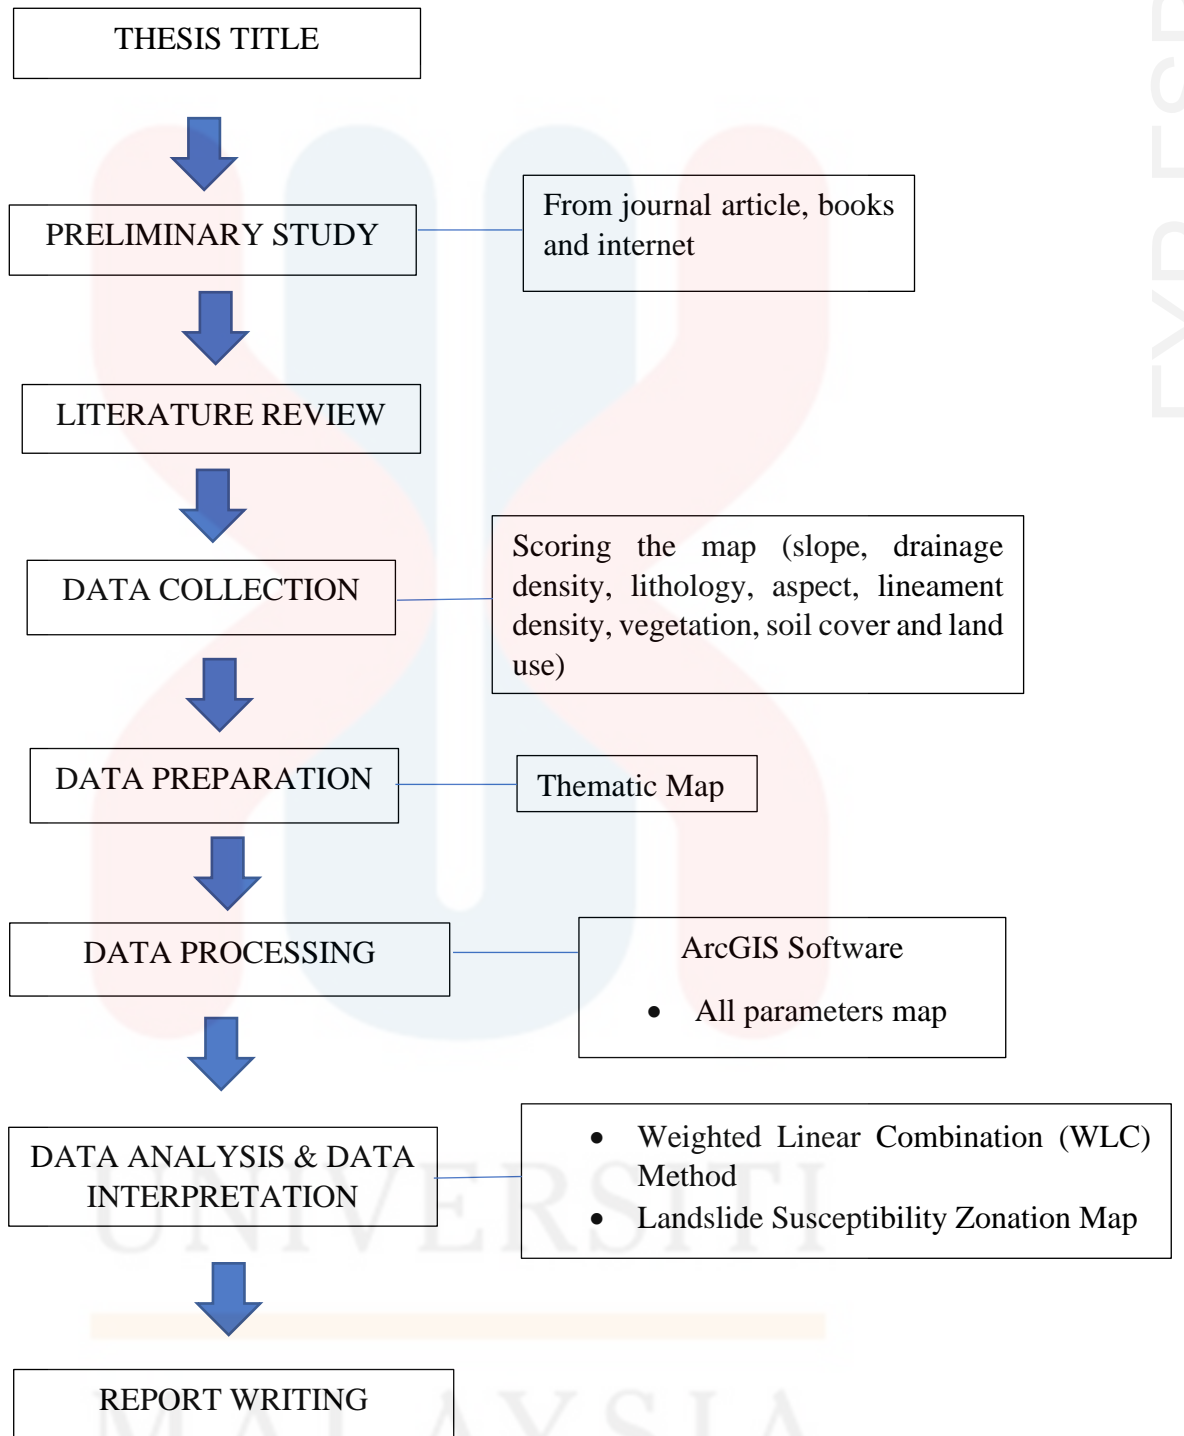 THESIS TITLE
PRELIMINARY STUDY
From journal article, books
and internet
LITERATURE REVIEW
DATA COLLECTION
Scoring the map (slope, drainage
density, lithology, aspect, lineament
density, vegetation, soil cover and land
use)
DATA PREPARATION
Thematic Map
DATA PROCESSING
ArcGIS Software
• All parameters map
DATA ANALYSIS & DATA
INTERPRETATION
• Weighted Linear Combination (WLC)
Method
• Landslide Susceptibility Zonation Map
UNIVERSITI
REPORT WRITING
MALAYSIA